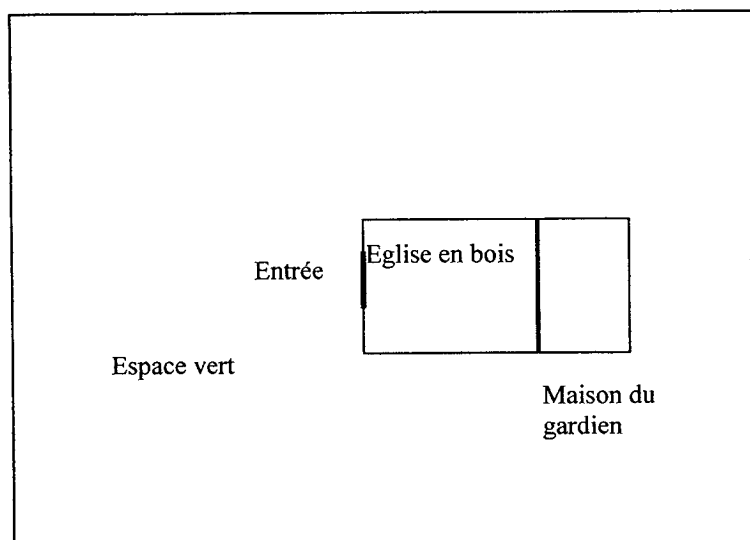 Eglise en bois
Entrée
Espace vert
Maison du
gardien